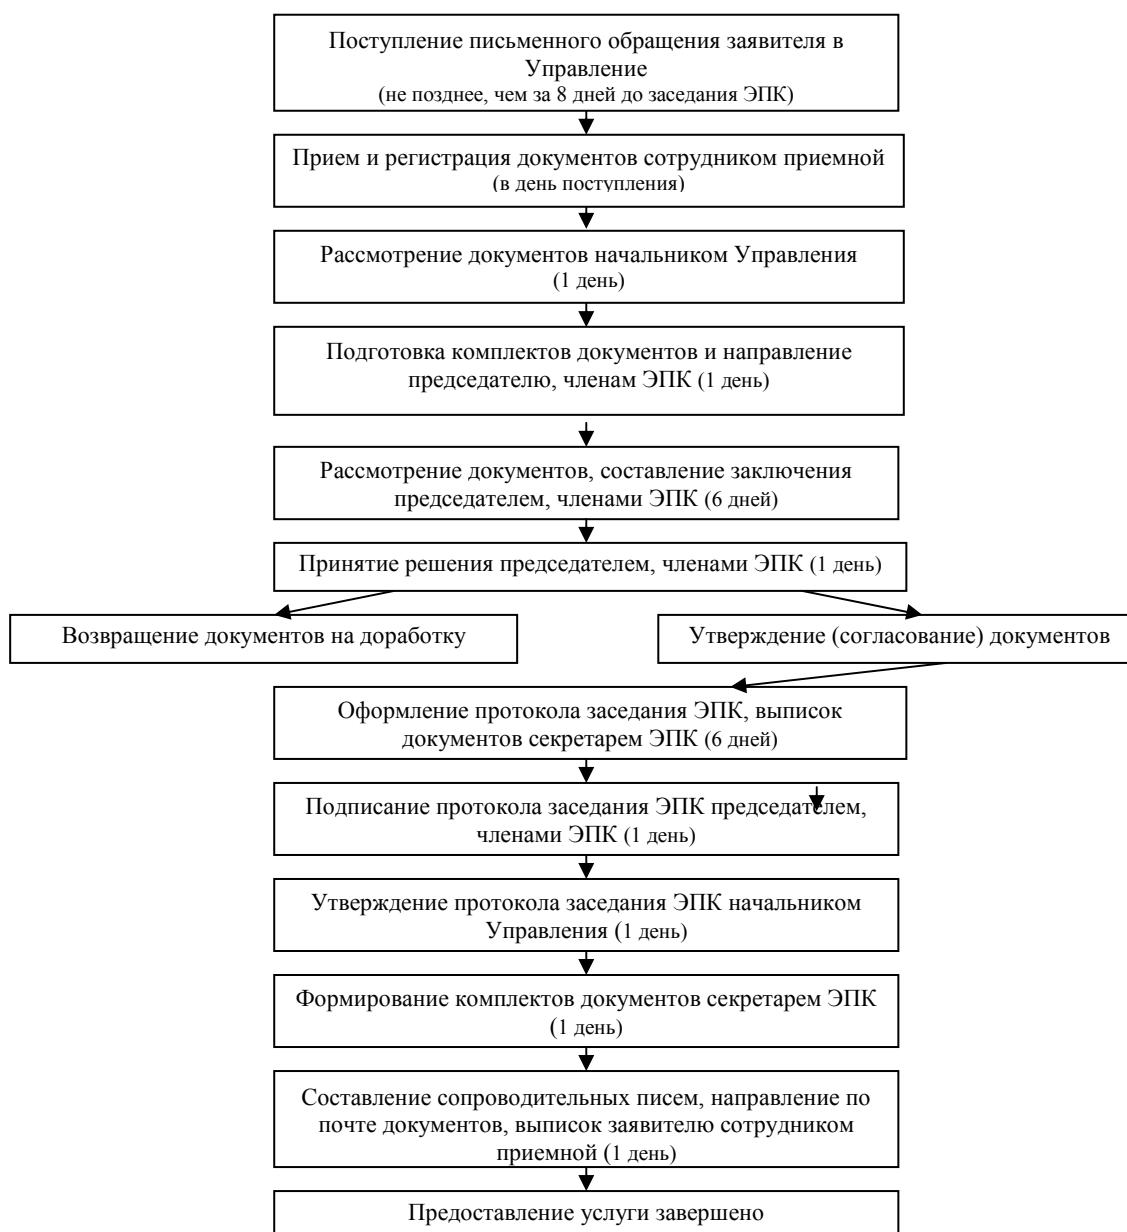 Поступление письменного обращения заявителя в
Управление
(не позднее, чем за 8 дней до заседания ЭПК)
Прием и регистрация документов сотрудником приемной
(в день поступления)
Рассмотрение документов начальником Управления
(1 день)
Подготовка комплектов документов и направление
председателю, членам ЭПК (1 день)
Рассмотрение документов, составление заключения
председателем, членами ЭПК (6 дней)
Принятие решения председателем, членами ЭПК (1 день)
Возвращение документов на доработку
Утверждение (согласование) документов
Оформление протокола заседания ЭПК, выписок
документов секретарем ЭПК (6 дней)
Подписание протокола заседания ЭПК председателем,
членами ЭПК (1 день)
Утверждение протокола заседания ЭПК начальником
Управления (1 день)
Формирование комплектов документов секретарем ЭПК
(1 день)
Составление сопроводительных писем, направление по
почте документов, выписок заявителю сотрудником
приемной (1 день)
Предоставление услуги завершено